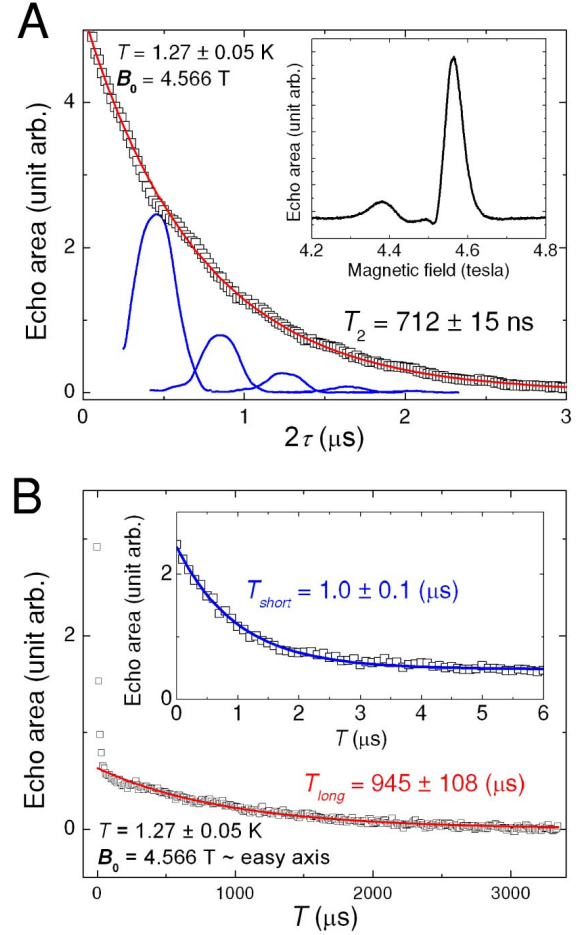 A
T = 1.27 ± 0.05 K
B₀ = 4.566 T
Echo area (unit arb.)
4
2
0
Echo area (unit arb.)
4.2 4.4 4.6 4.8
Magnetic field (tesla)
T₂ = 712 ± 15 ns
0 1 2 3
2τ (μs)
B
Echo area (unit arb.)
2
0
Echo area (unit arb.)
2
0
T_short = 1.0 ± 0.1 (μs)
0 1 2 3 4 5 6
T (μs)
T_long = 945 ± 108 (μs)
T = 1.27 ± 0.05 K
B₀ = 4.566 T ~ easy axis
0 1000 2000 3000
T (μs)